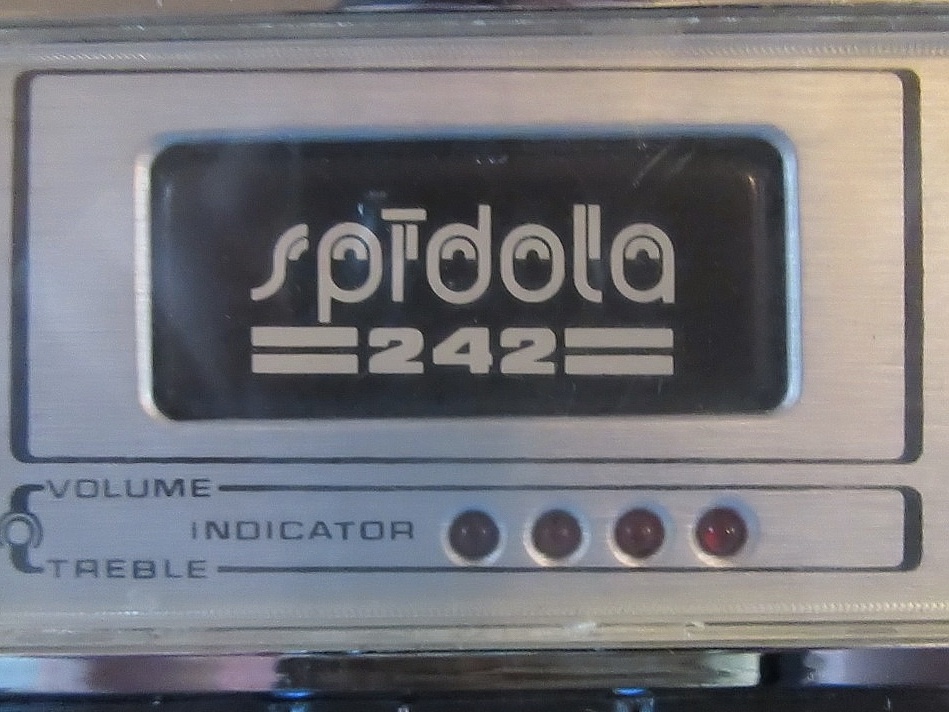 spīdola
242
VOLUME
INDICATOR
TREBLE